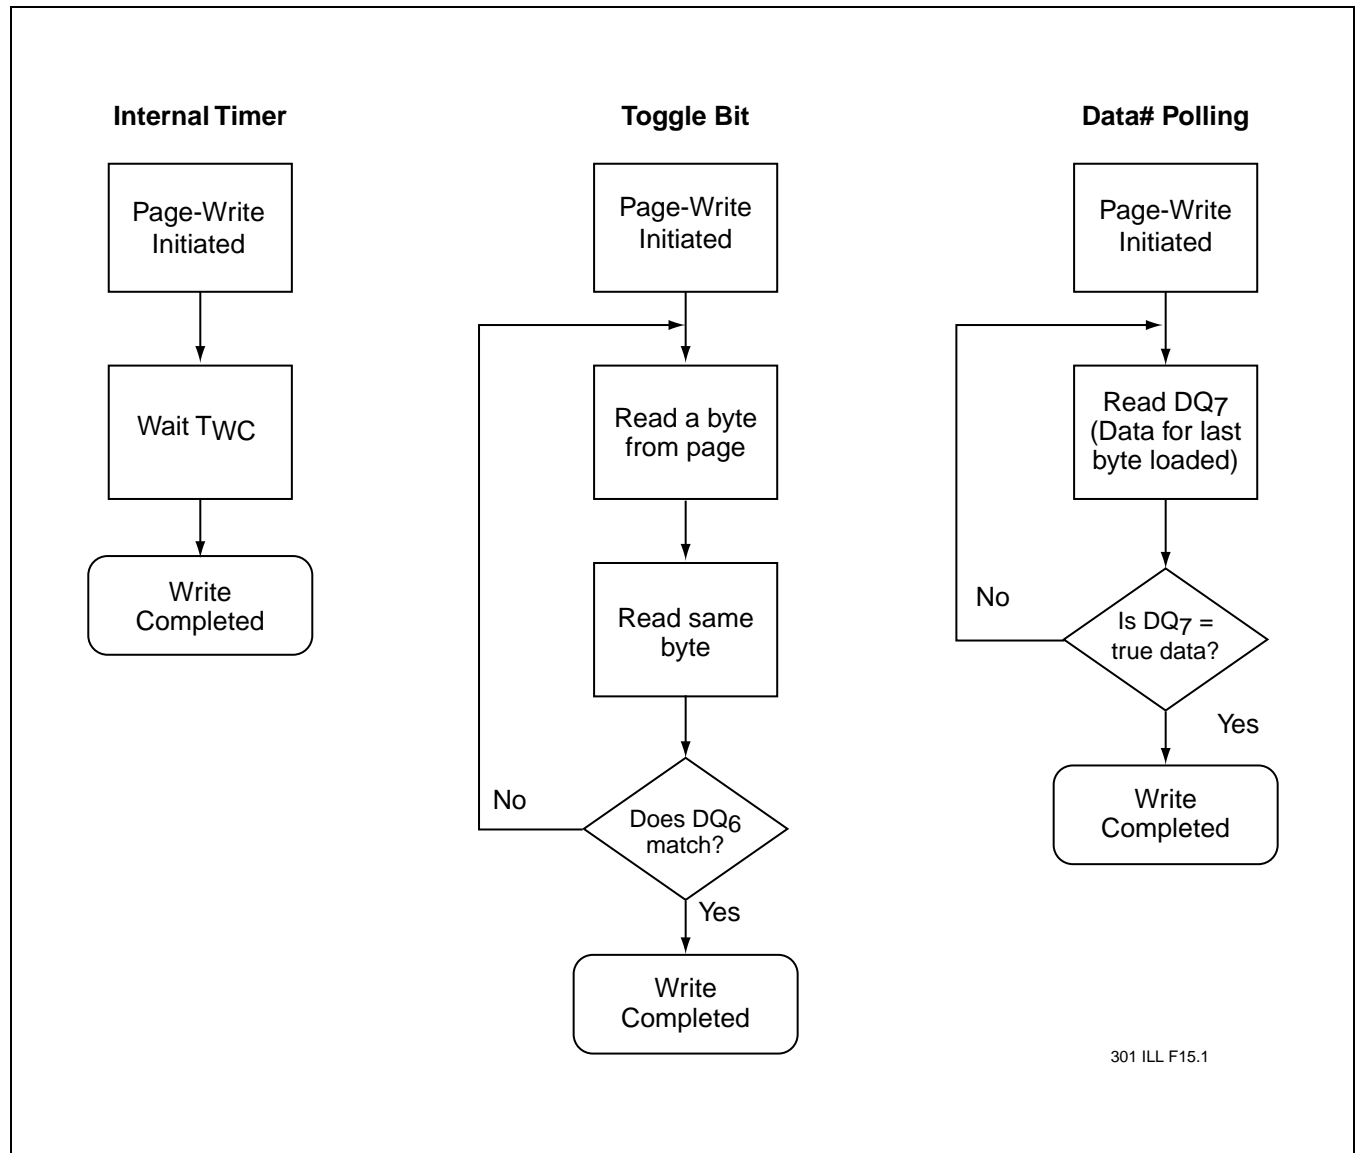 Internal Timer
Page-Write
Initiated
Wait TWC
Write
Completed
Toggle Bit
Page-Write
Initiated
Read a byte
from page
Read same
byte
No
Does DQ6
match?
Yes
Write
Completed
Data# Polling
Page-Write
Initiated
Read DQ7
(Data for last
byte loaded)
No
Is DQ7 =
true data?
Yes
Write
Completed
301 ILL F15.1